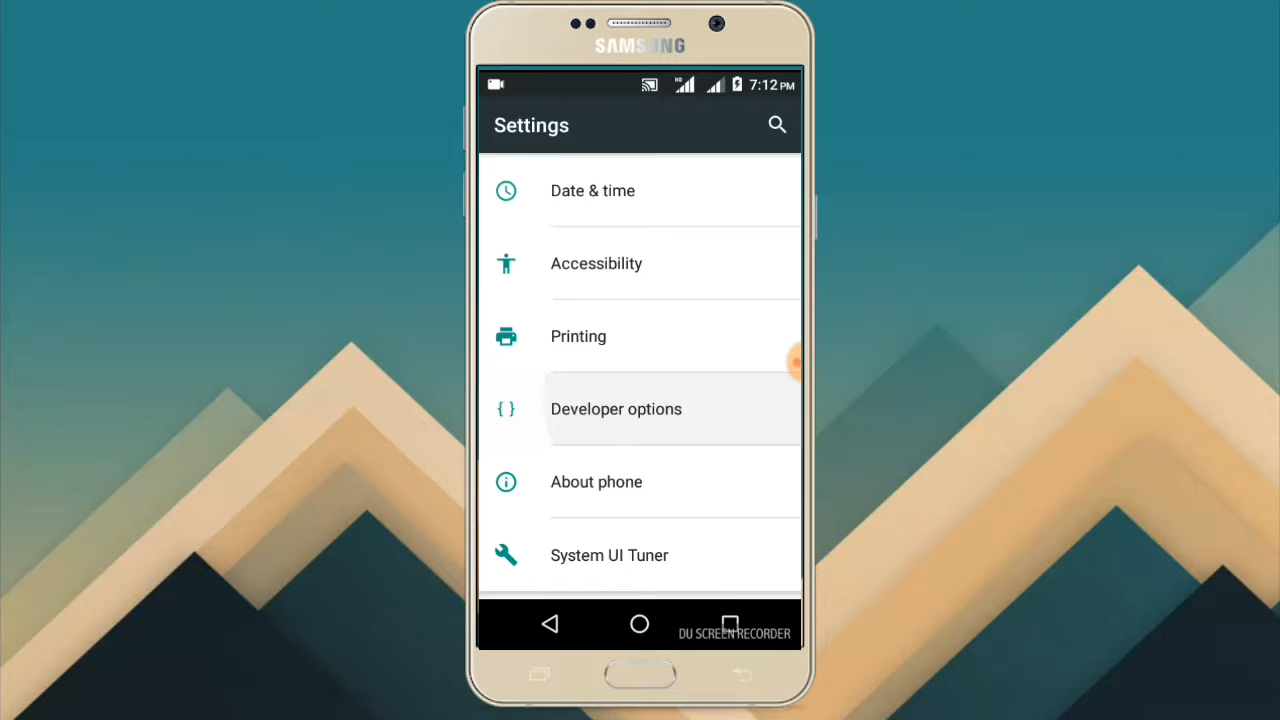 SAMSUNG
HD 7:12 PM
Settings
Date & time
Accessibility
Printing
{ } Developer options
About phone
System UI Tuner
DU SCREEN RECORDER